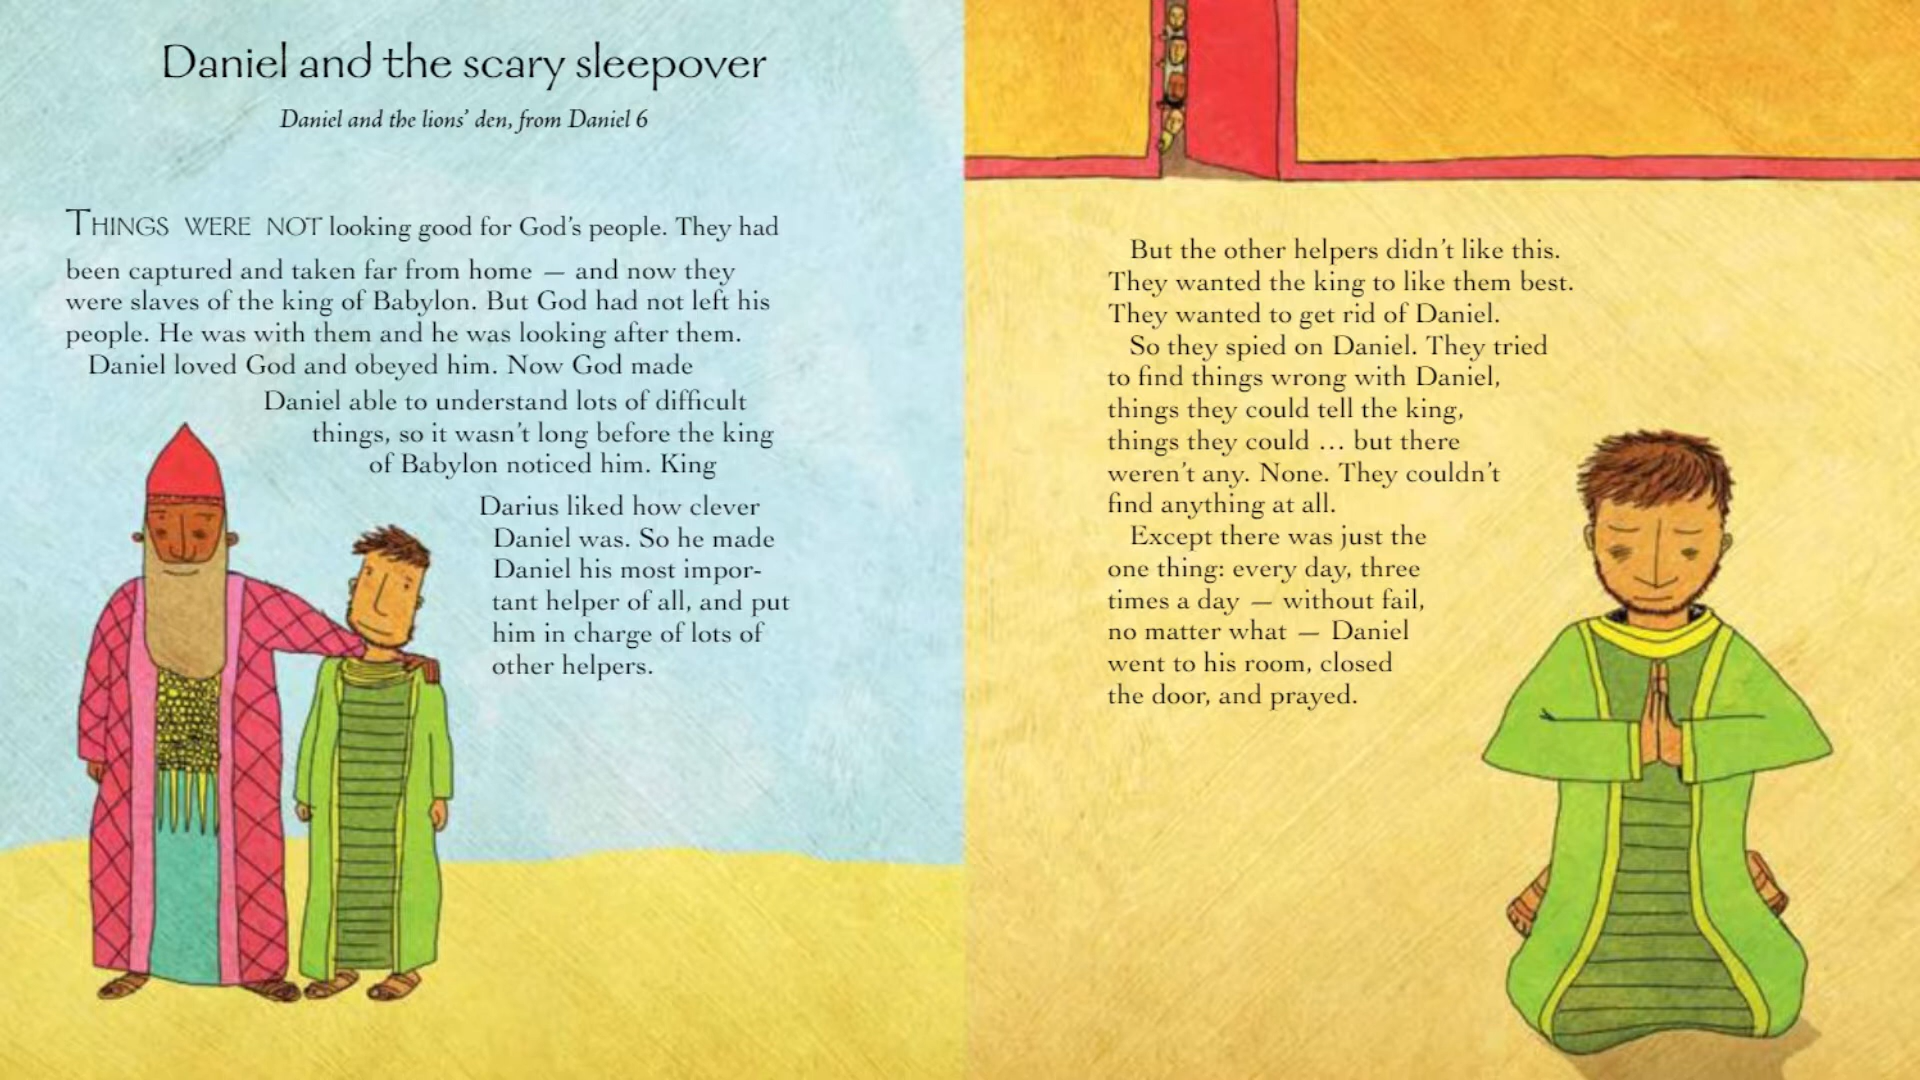 Daniel and the scary sleepover
Daniel and the lions' den, from Daniel 6
THINGS WERE NOT looking good for God's people. They had
been captured and taken far from home — and now they
were slaves of the king of Babylon. But God had not left his
people. He was with them and he was looking after them.
Daniel loved God and obeyed him. Now God made
Daniel able to understand lots of difficult
things, so it wasn't long before the king
of Babylon noticed him. King
Darius liked how clever
Daniel was. So he made
Daniel his most impor-
tant helper of all, and put
him in charge of lots of
other helpers.
But the other helpers didn't like this.
They wanted the king to like them best.
They wanted to get rid of Daniel.
So they spied on Daniel. They tried
to find things wrong with Daniel,
things they could tell the king,
things they could … but there
weren't any. None. They couldn't
find anything at all.
Except there was just the
one thing: every day, three
times a day — without fail,
no matter what — Daniel
went to his room, closed
the door, and prayed.